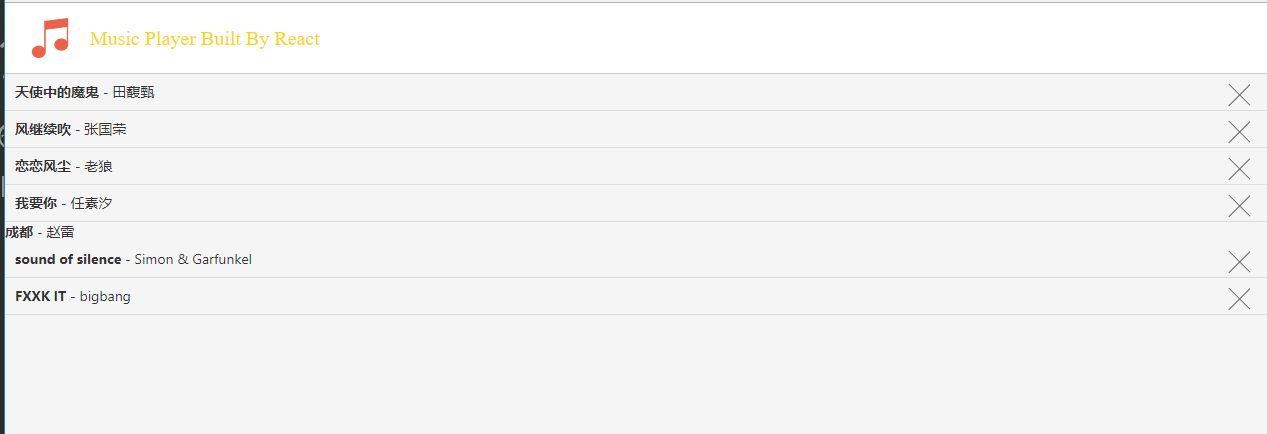 Music Player Built By React
天使中的魔鬼 - 田馥甄
风继续吹 - 张国荣
恋恋风尘 - 老狼
我要你 - 任素汐
成都 - 赵雷
sound of silence - Simon & Garfunkel
FXXK IT - bigbang